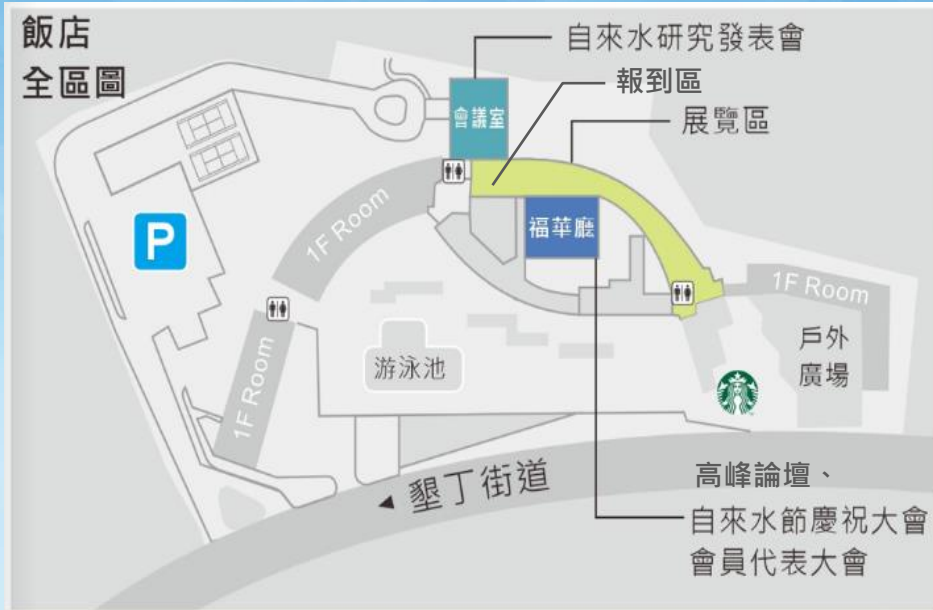 飯店
全區圖
自來水研究發表會
報到區
展覽區
會議室
福華廳
1F Room
1F Room
1F Room
P
游泳池
戶外
廣場
墾丁街道
高峰論壇、
自來水節慶祝大會
會員代表大會